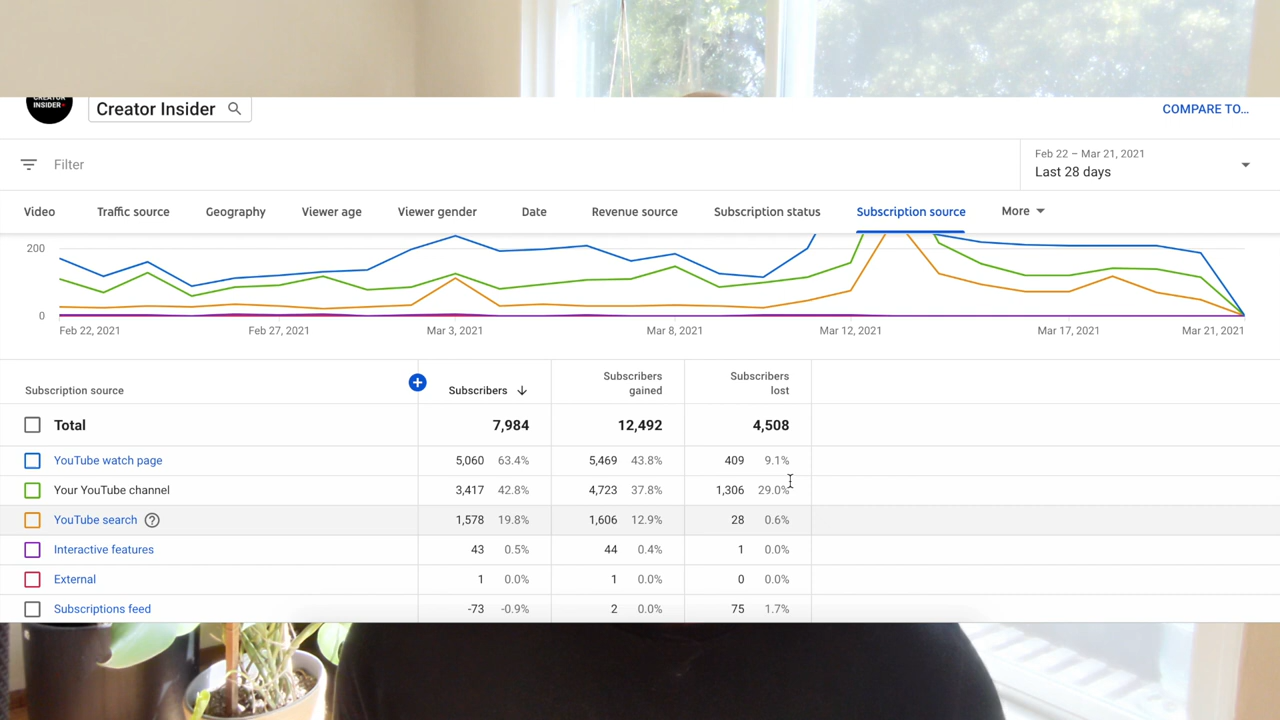 CREATOR
INSIDER
Creator Insider
COMPARE TO...
Filter
Feb 22 – Mar 21, 2021
Last 28 days
Video Traffic source Geography Viewer age Viewer gender Date Revenue source Subscription status Subscription source More
200
0
Feb 22, 2021 Feb 27, 2021 Mar 3, 2021 Mar 8, 2021 Mar 12, 2021 Mar 17, 2021 Mar 21, 2021
Subscription source + Subscribers Subscribers gained Subscribers lost
Total 7,984 12,492 4,508
YouTube watch page 5,060 63.4% 5,469 43.8% 409 9.1%
Your YouTube channel 3,417 42.8% 4,723 37.8% 1,306 29.0%
YouTube search ? 1,578 19.8% 1,606 12.9% 28 0.6%
Interactive features 43 0.5% 44 0.4% 1 0.0%
External 1 0.0% 1 0.0% 0 0.0%
Subscriptions feed -73 -0.9% 2 0.0% 75 1.7%